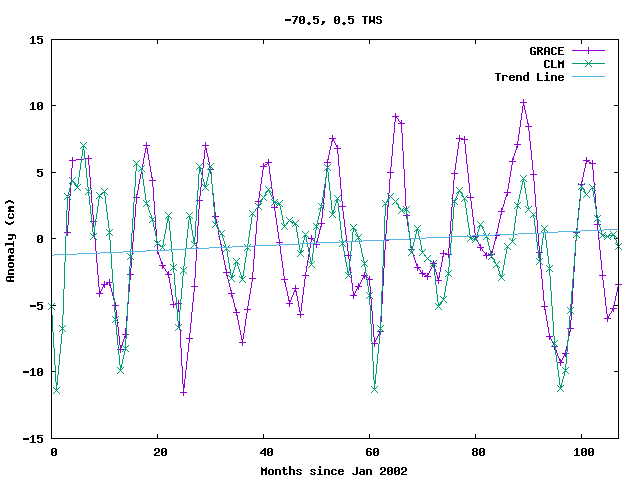 -70.5, 0.5 TWS
GRACE
CLM
Trend Line
15
10
5
0
-5
-10
-15
Anomaly (cm)
0 20 40 60 80 100
Months since Jan 2002